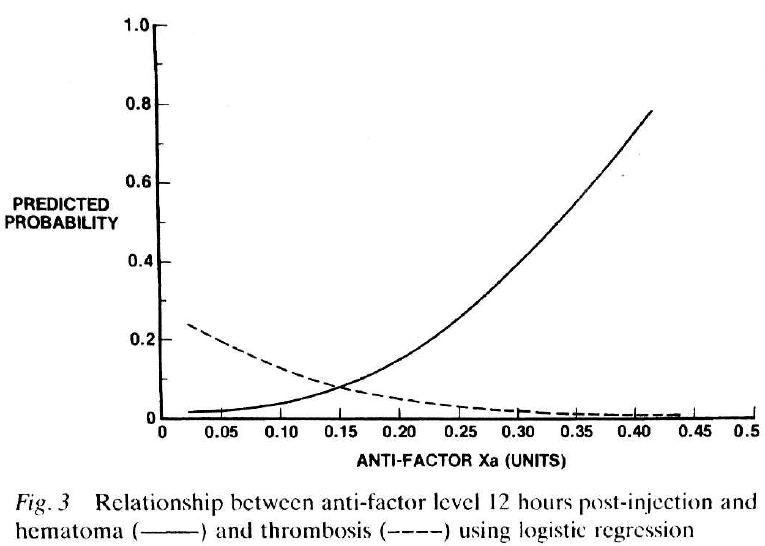 1.0
0.8
0.6
PREDICTED
PROBABILITY
0.4
0.2
0
0 0.05 0.10 0.15 0.20 0.25 0.30 0.35 0.40 0.45 0.5
ANTI-FACTOR Xa (UNITS)
Fig. 3 Relationship between anti-factor level 12 hours post-injection and
hematoma (———) and thrombosis (----) using logistic regression